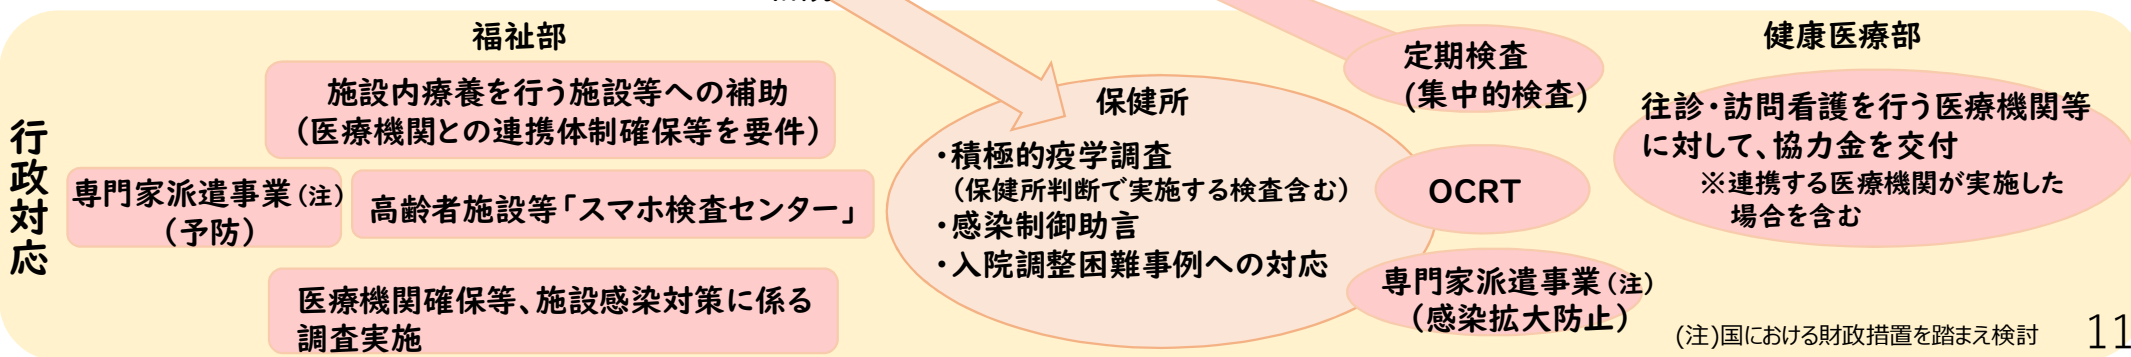 行政対応
福祉部
施設内療養を行う施設等への補助
（医療機関との連携体制確保等を要件）
専門家派遣事業（注）
（予防）
高齢者施設等「スマホ検査センター」
医療機関確保等、施設感染対策に係る
調査実施
保健所
・積極的疫学調査
（保健所判断で実施する検査含む）
・感染制御助言
・入院調整困難事例への対応
定期検査
(集中的検査)
OCRT
専門家派遣事業（注）
（感染拡大防止）
健康医療部
往診・訪問看護を行う医療機関等
に対して、協力金を交付
※連携する医療機関が実施した
場合を含む
(注)国における財政措置を踏まえ検討
11